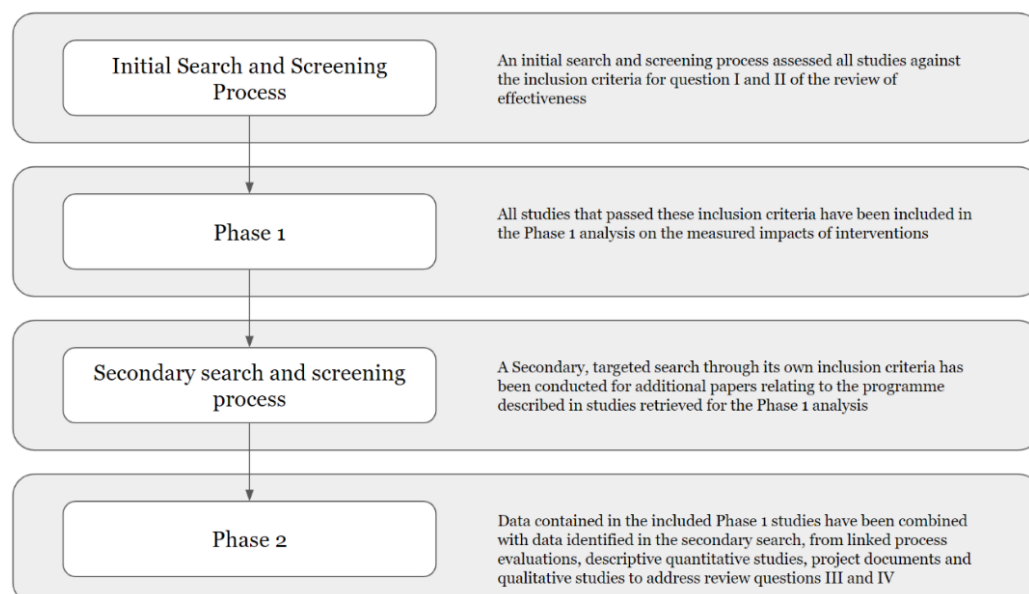 Initial Search and Screening
Process
An initial search and screening process assessed all studies against
the inclusion criteria for question I and II of the review of
effectiveness
Phase 1
All studies that passed these inclusion criteria have been included in
the Phase 1 analysis on the measured impacts of interventions
Secondary search and screening
process
A Secondary, targeted search through its own inclusion criteria has
been conducted for additional papers relating to the programme
described in studies retrieved for the Phase 1 analysis
Phase 2
Data contained in the included Phase 1 studies have been combined
with data identified in the secondary search, from linked process
evaluations, descriptive quantitative studies, project documents and
qualitative studies to address review questions III and IV